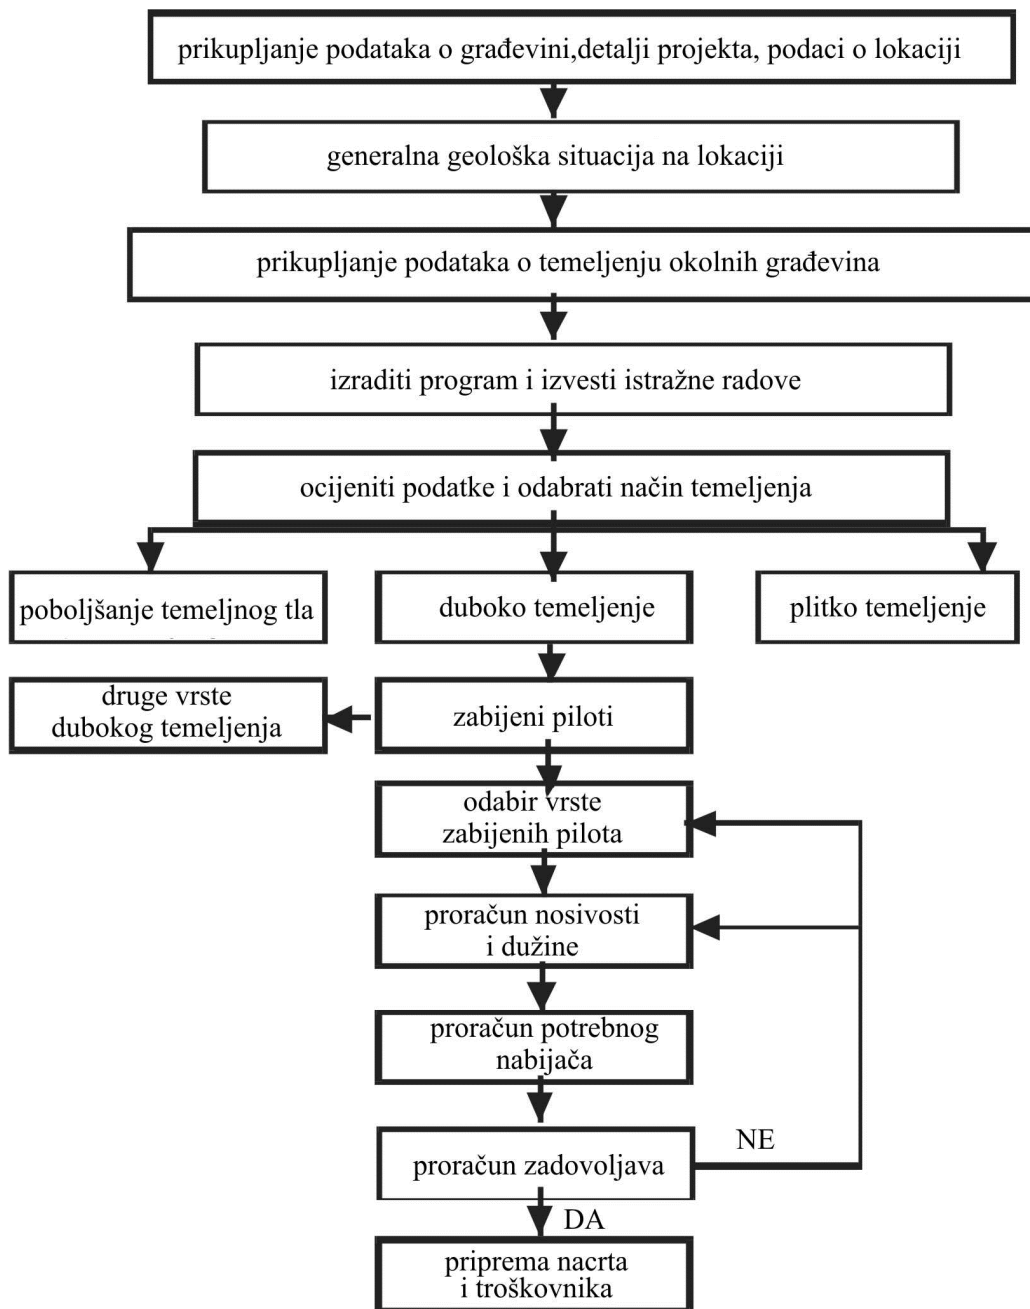 prikupljanje podataka o građevini,detalji projekta, podaci o lokaciji
generalna geološka situacija na lokaciji
prikupljanje podataka o temeljenju okolnih građevina
izraditi program i izvesti istražne radove
ocijeniti podatke i odabrati način temeljenja
poboljšanje temeljnog tla
duboko temeljenje
plitko temeljenje
druge vrste
dubokog temeljenja
zabijeni piloti
odabir vrste
zabijenih pilota
proračun nosivosti
i dužine
proračun potrebnog
nabijača
proračun zadovoljava
NE
DA
priprema nacrta
i troškovnika